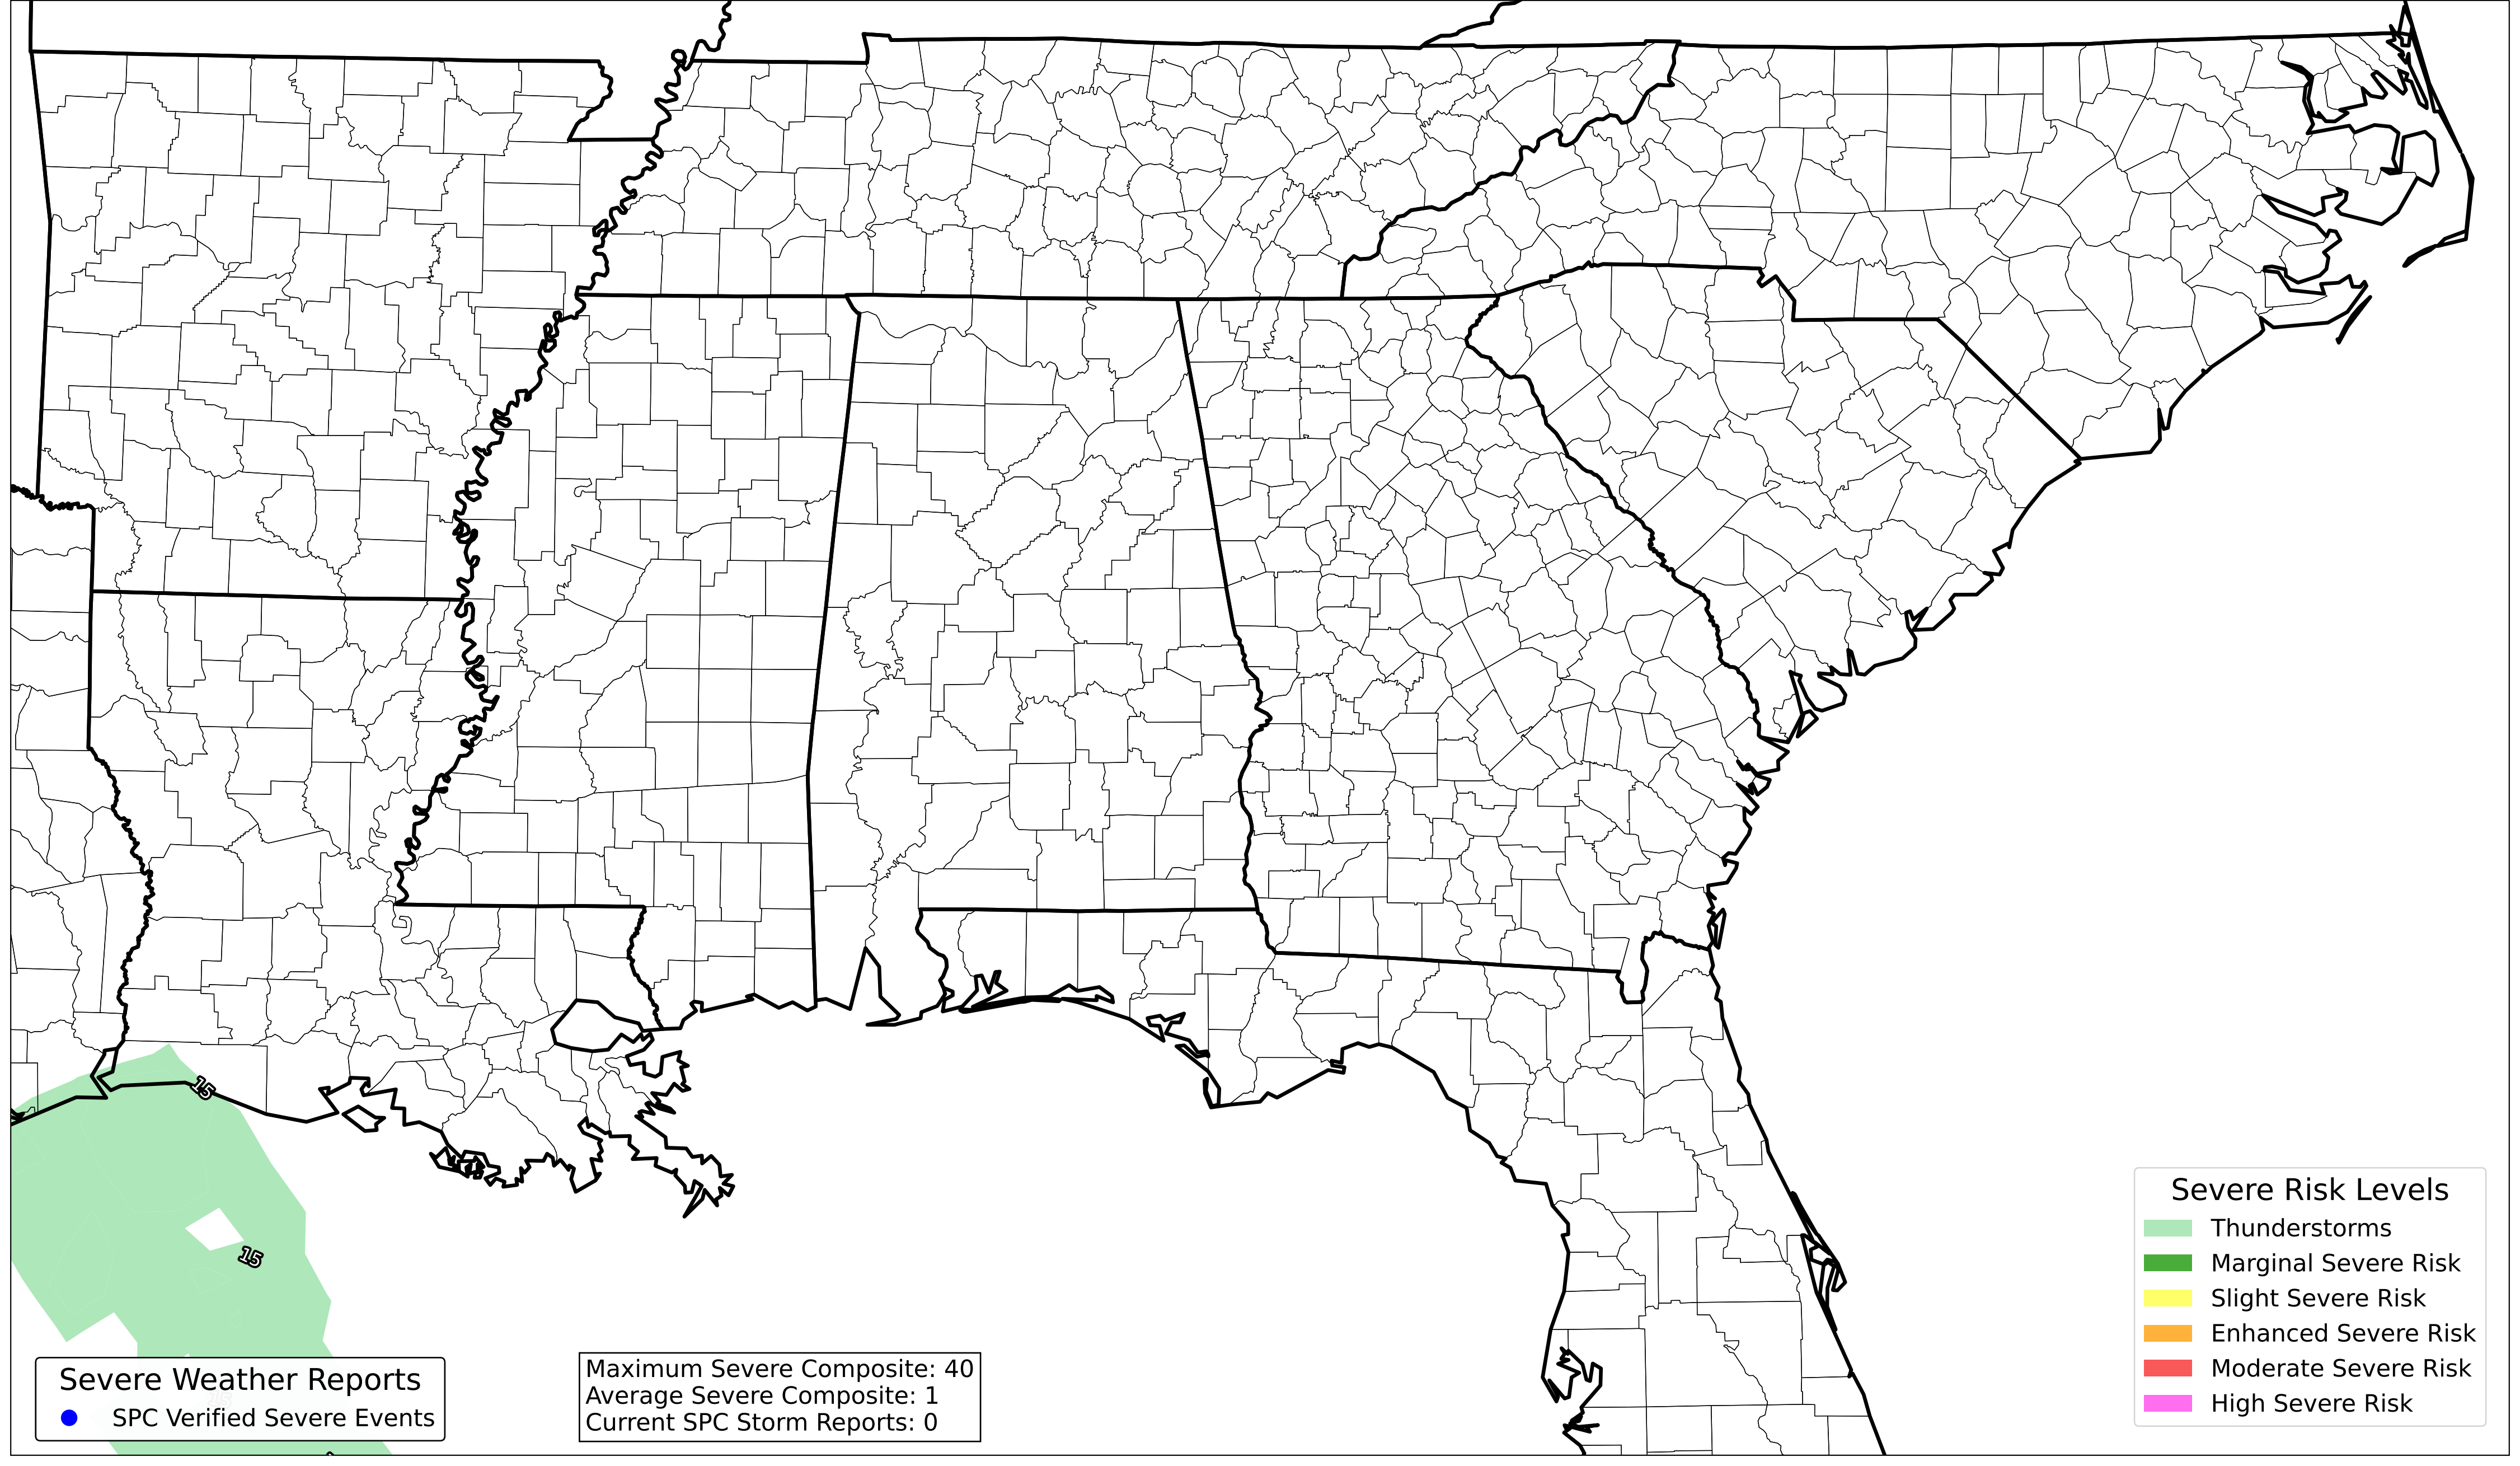 15
15
Severe Weather Reports
SPC Verified Severe Events
Maximum Severe Composite: 40
Average Severe Composite: 1
Current SPC Storm Reports: 0
Severe Risk Levels
Thunderstorms
Marginal Severe Risk
Slight Severe Risk
Enhanced Severe Risk
Moderate Severe Risk
High Severe Risk